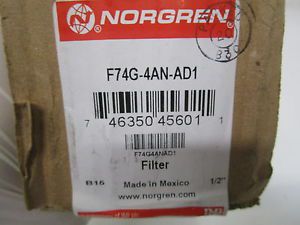 NORGREN
F74G-4AN-AD1
7 46350 45601 1
F74G4ANAD1
Filter
B15 Made in Mexico 1/2"
www.norgren.com